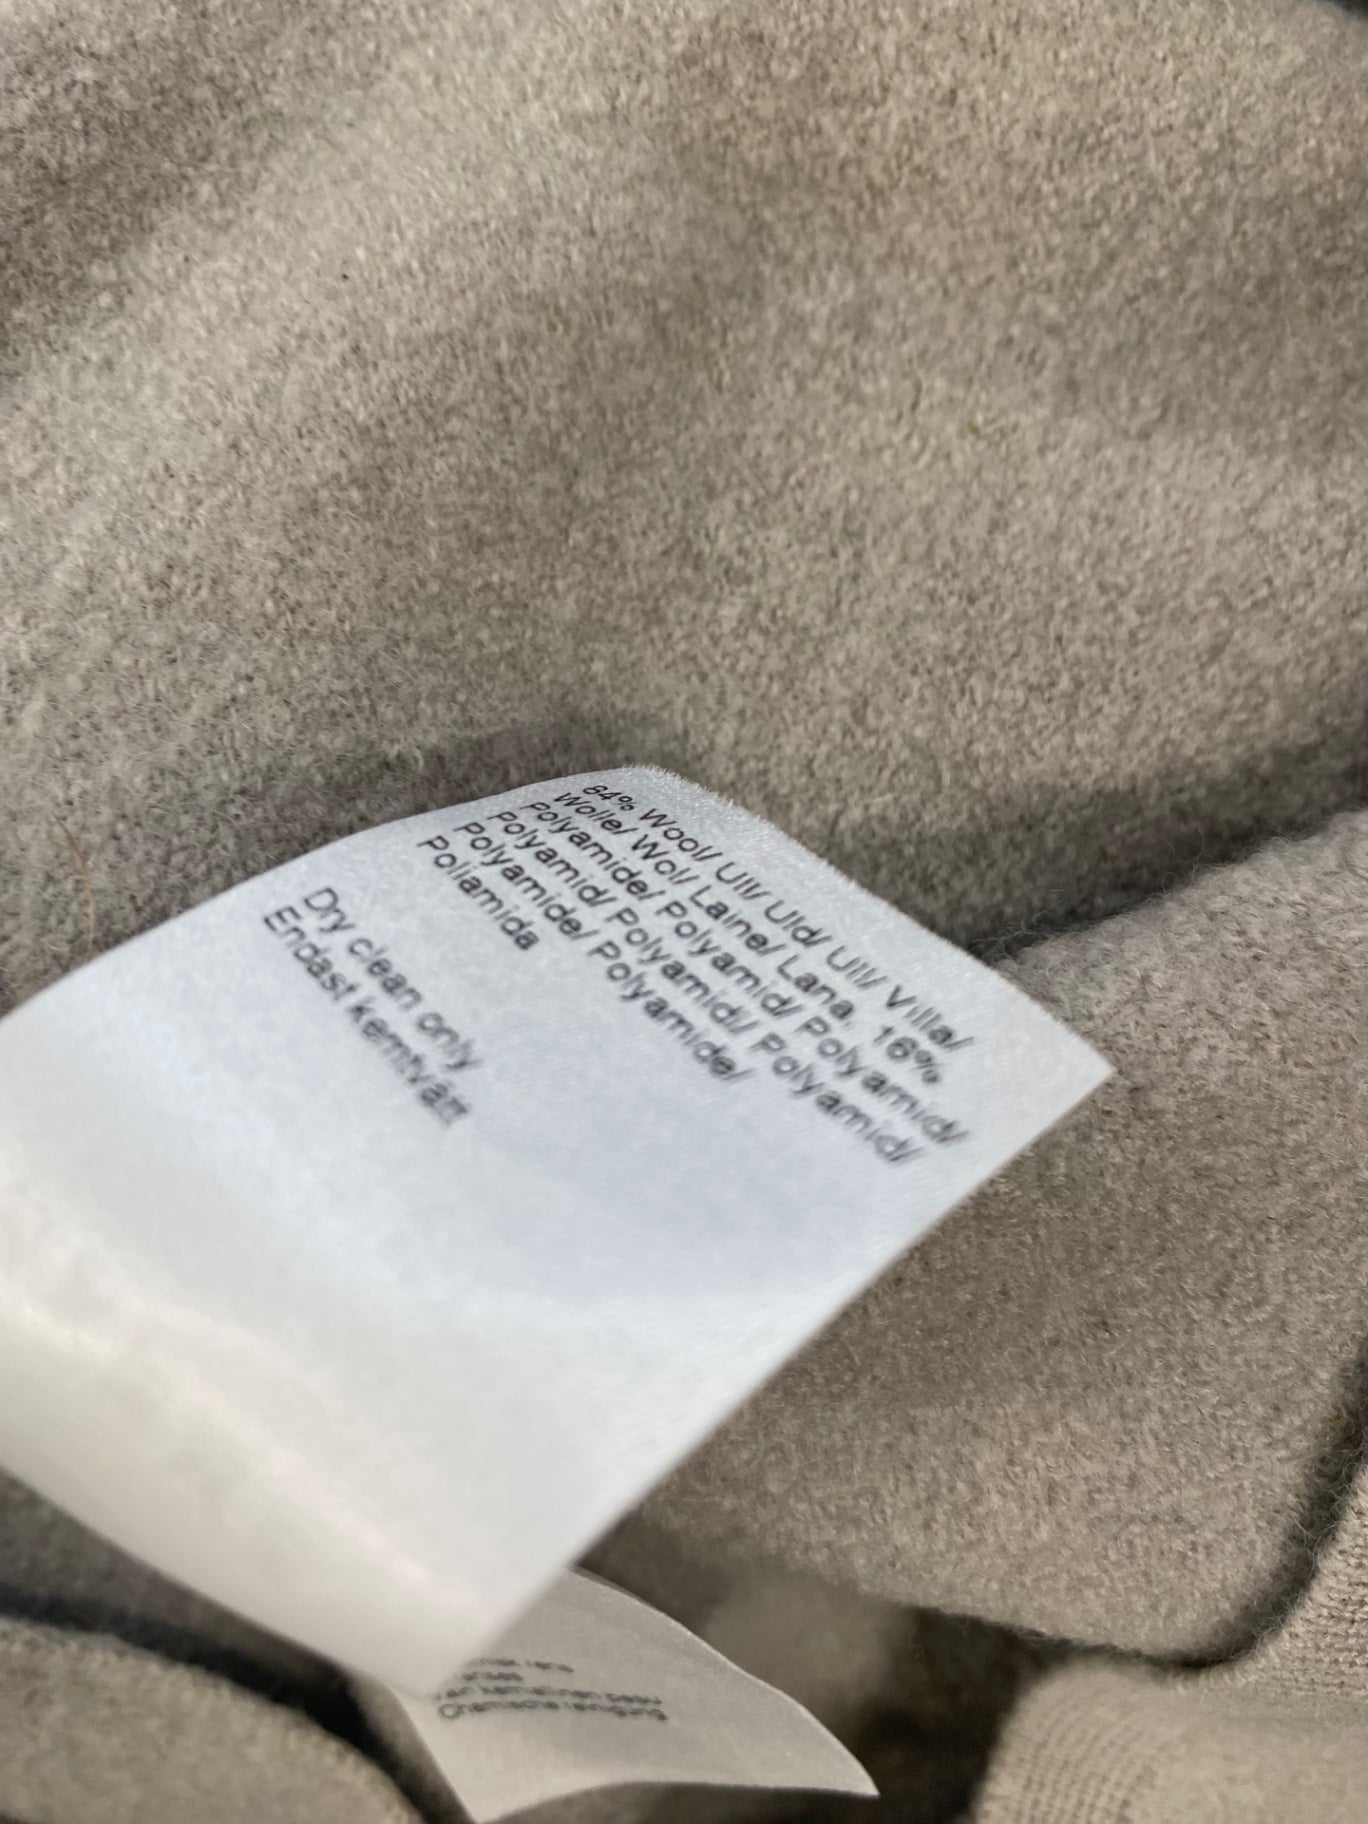 84% Wool/ Ull/ Uld/ Ull/ Villa/
Wolle/ Wol/ Laine/ Lana. 16%
Polyamide/ Polyamid/ Polyamid/
Polyamid/ Polyamid/ Polyamid/
Polyamide/ Polyamide/
Poliamida
Dry clean only
Endast kemtvätt